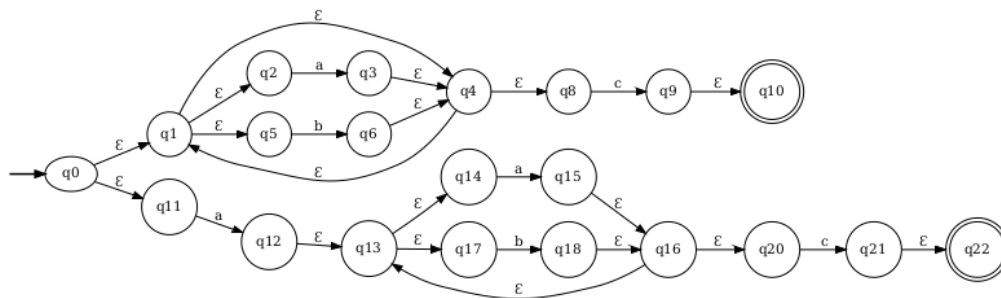 ε
q2 a q3 ε
ε q4 ε q8 c q9 ε q10
ε
q1 ε q5 b q6
ε
q0 ε
ε q14 a q15
q11 a ε ε
q12 ε q13 ε q17 b q18 ε q16 ε q20 c q21 ε q22
ε